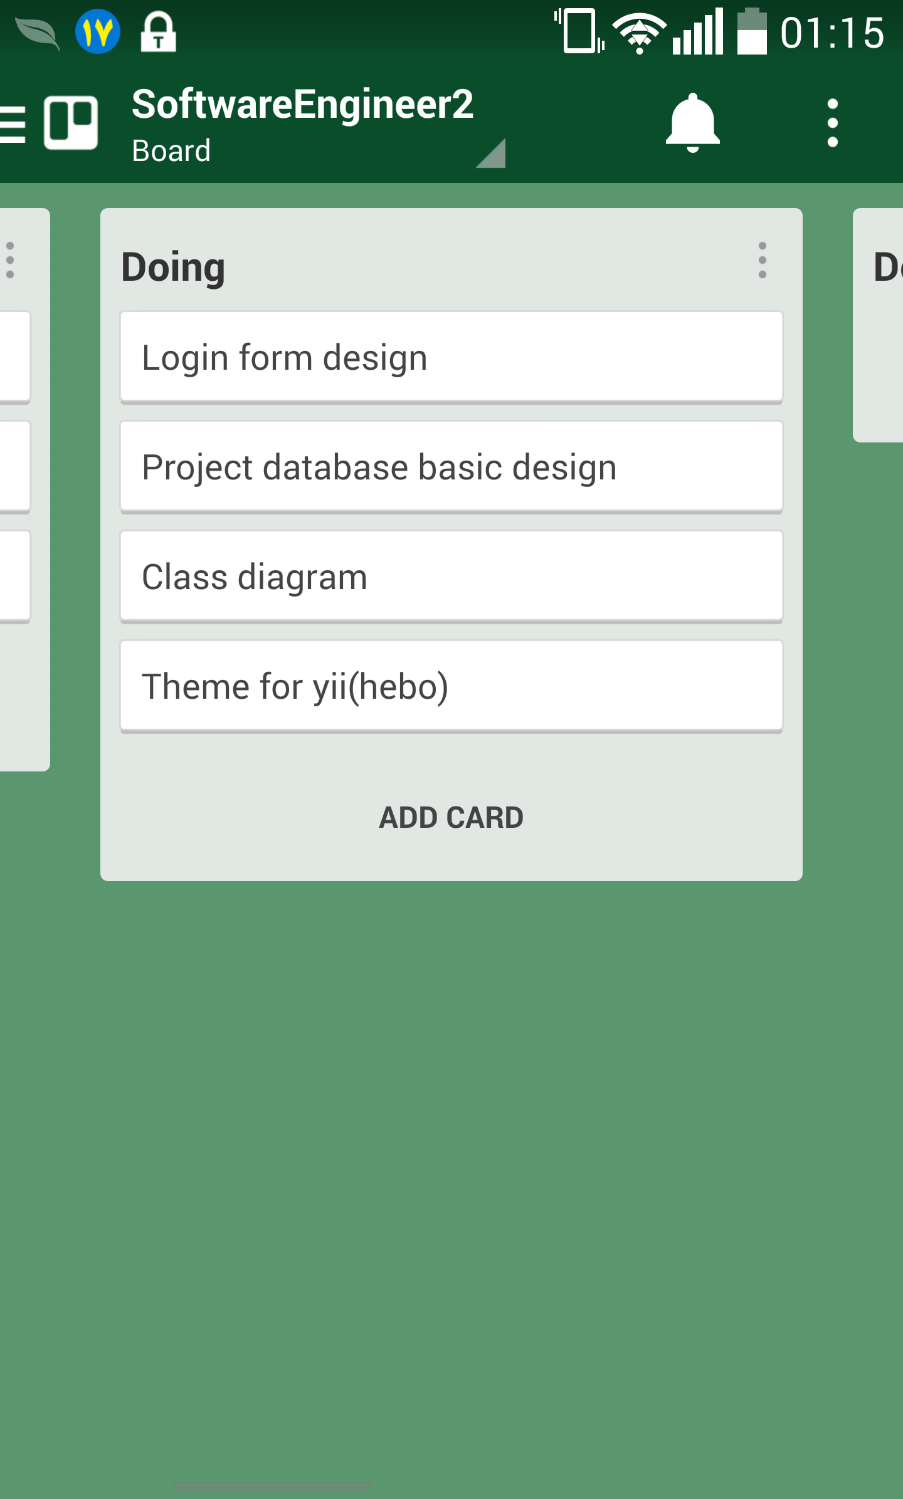 ۱۷
T
01:15
SoftwareEngineer2
Board
Doing
Login form design
Project database basic design
Class diagram
Theme for yii(hebo)
ADD CARD